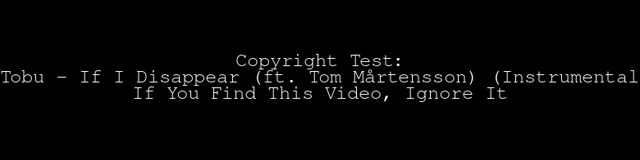 Copyright Test:
Tobu - If I Disappear (ft. Tom Mårtensson) (Instrumental
If You Find This Video, Ignore It